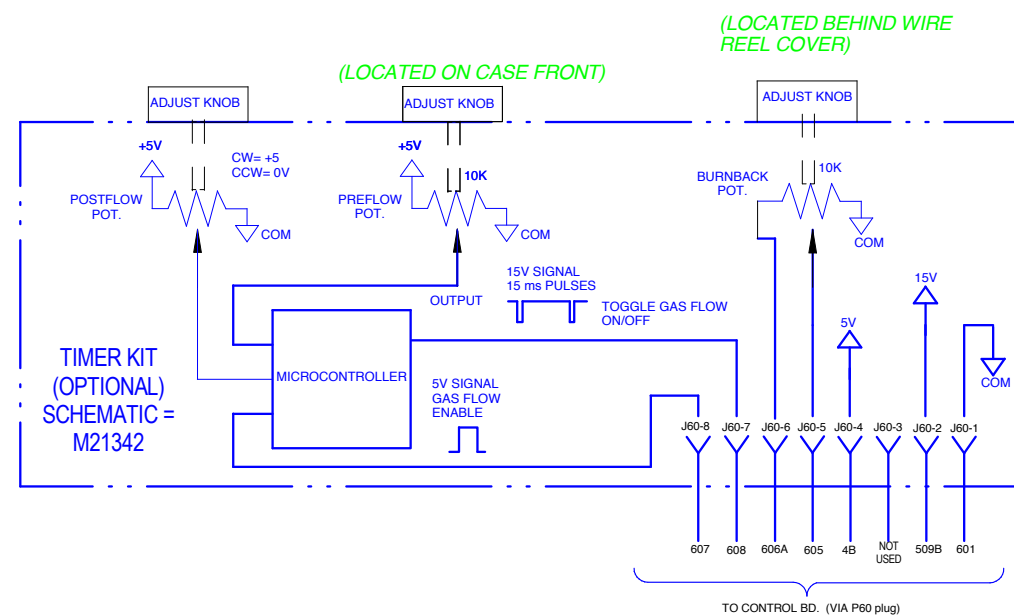 (LOCATED BEHIND WIRE
REEL COVER)
(LOCATED ON CASE FRONT)
ADJUST KNOB
ADJUST KNOB
ADJUST KNOB
+5V
CW= +5
CCW= 0V
POSTFLOW
POT.
COM
+5V
10K
PREFLOW
POT.
COM
10K
BURNBACK
POT.
COM
OUTPUT
15V SIGNAL
15 ms PULSES
TOGGLE GAS FLOW
ON/OFF
15V
5V
COM
TIMER KIT
(OPTIONAL)
SCHEMATIC =
M21342
MICROCONTROLLER
5V SIGNAL
GAS FLOW
ENABLE
J60-8 J60-7 J60-6 J60-5 J60-4 J60-3 J60-2 J60-1
607 608 606A 605 4B NOT USED 509B 601
TO CONTROL BD. (VIA P60 plug)